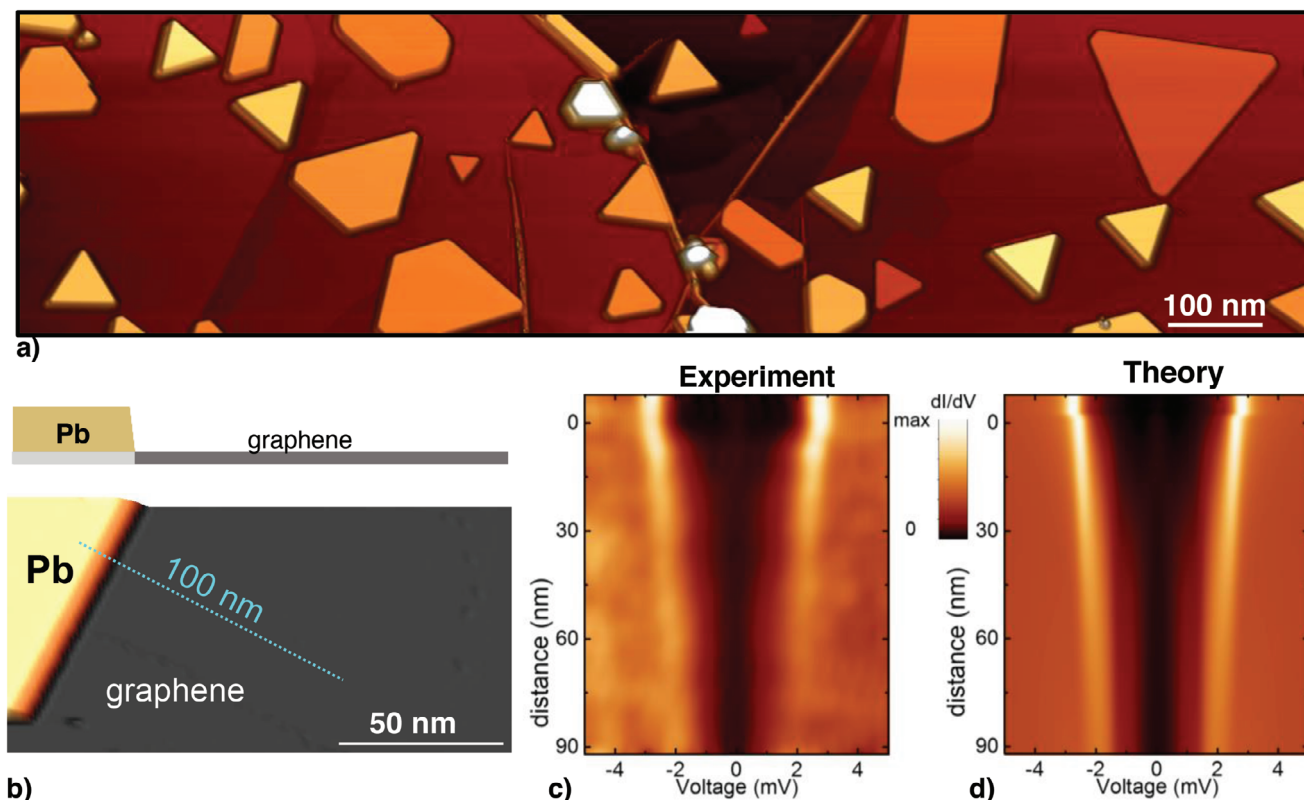 100 nm
a)
Pb
graphene
Pb
100 nm
graphene
50 nm
b)
Experiment
0
30
60
90
distance (nm)
-4 -2 0 2 4
Voltage (mV)
c)
dI/dV
max
0
Theory
0
30
60
90
distance (nm)
-4 -2 0 2 4
Voltage (mV)
d)